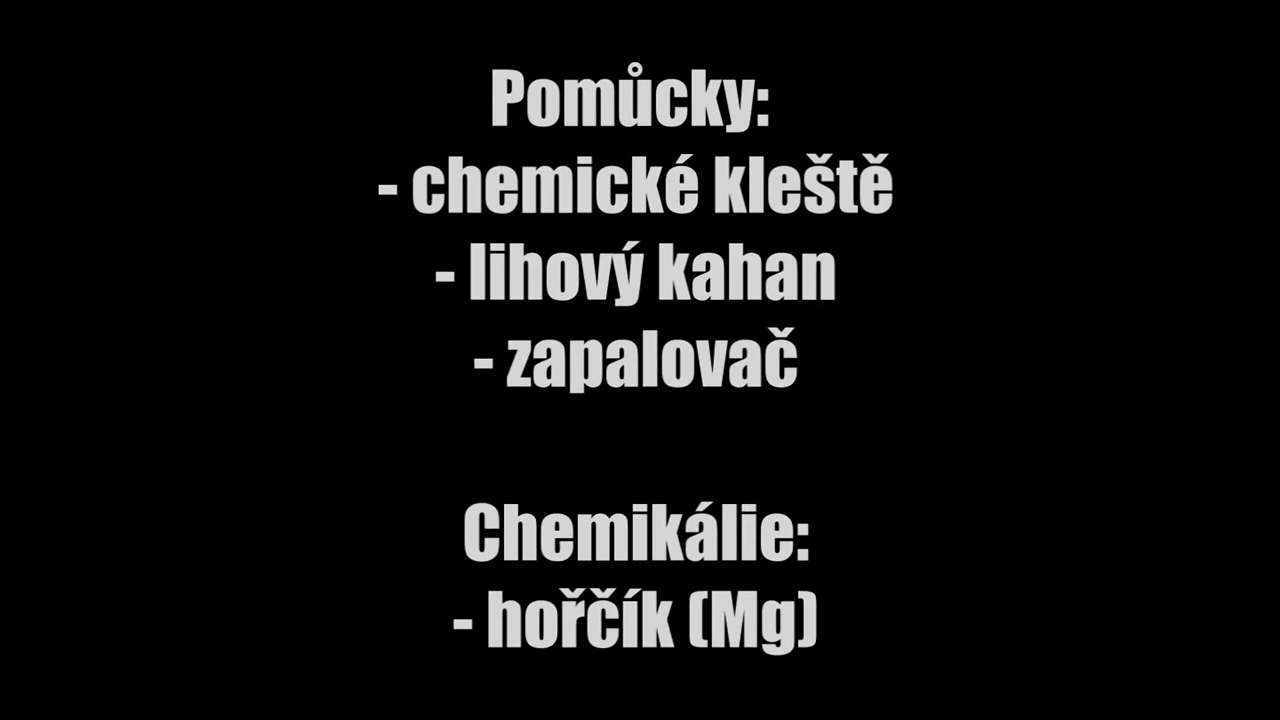 Pomůcky:
- chemické kleště
- lihový kahan
- zapalovač
Chemikálie:
- hořčík (Mg)